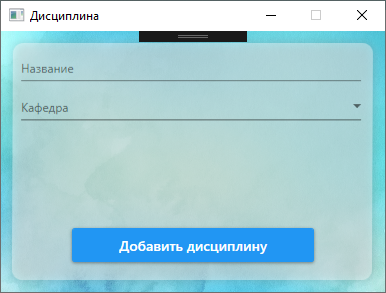 Дисциплина
Название
Кафедра
Добавить дисциплину